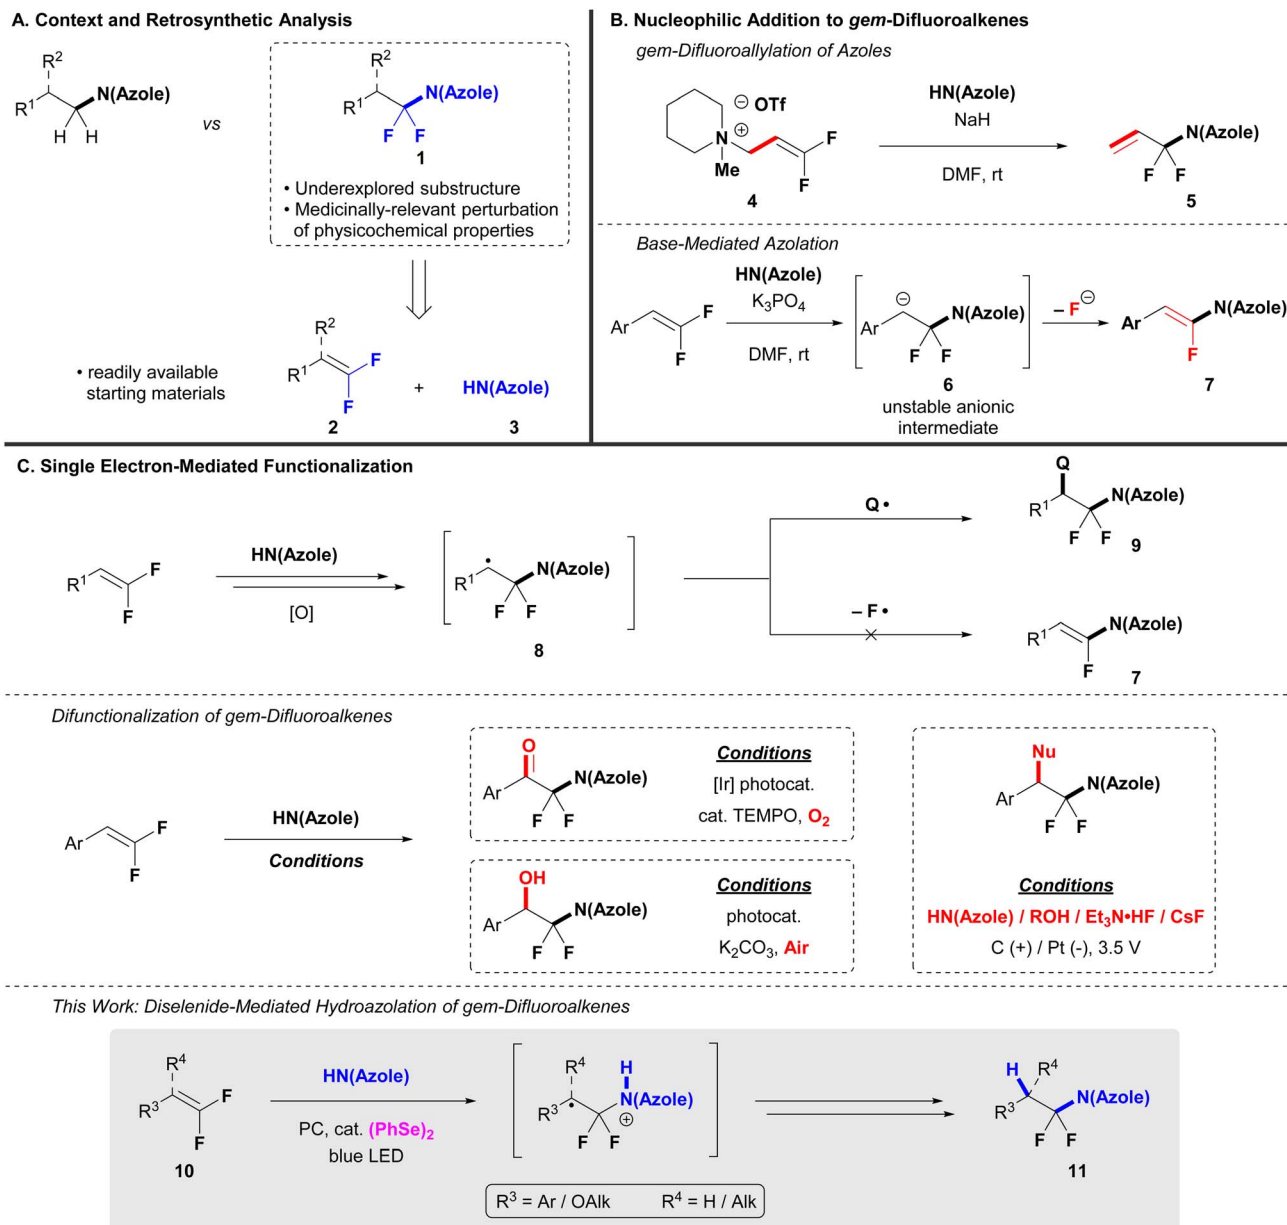 A. Context and Retrosynthetic Analysis
R²
R¹
N(Azole)
H H
vs
R²
R¹
N(Azole)
F F
1
• Underexplored substructure
• Medicinally-relevant perturbation
of physicochemical properties
• readily available
starting materials
R²
R¹
F
F
2
+
HN(Azole)
3
B. Nucleophilic Addition to gem-Difluoroalkenes
gem-Difluoroallylation of Azoles
⊖ OTf
⊕
N
Me
F
F
4
HN(Azole)
NaH
DMF, rt
N(Azole)
F F
5
Base-Mediated Azolation
Ar
F
F
HN(Azole)
K₃PO₄
DMF, rt
⊖
Ar
N(Azole)
F F
6
unstable anionic
intermediate
– F⊖
Ar
N(Azole)
F
7
C. Single Electron-Mediated Functionalization
R¹
F
F
HN(Azole)
[O]
•
R¹
N(Azole)
F F
8
Q •
Q
R¹
N(Azole)
F F
9
– F •
R¹
N(Azole)
F
7
Difunctionalization of gem-Difluoroalkenes
Ar
F
F
HN(Azole)
Conditions
O
Ar
N(Azole)
F F
Conditions
[Ir] photocat.
cat. TEMPO, O₂
OH
Ar
N(Azole)
F F
Conditions
photocat.
K₂CO₃, Air
Nu
Ar
N(Azole)
F F
Conditions
HN(Azole) / ROH / Et₃N•HF / CsF
C (+) / Pt (-), 3.5 V
This Work: Diselenide-Mediated Hydroazolation of gem-Difluoroalkenes
R⁴
R³
F
F
10
HN(Azole)
PC, cat. (PhSe)₂
blue LED
R⁴
R³
•
H
N(Azole)
⊕
F F
H
R⁴
R³
N(Azole)
F F
11
R³ = Ar / OAlk R⁴ = H / Alk